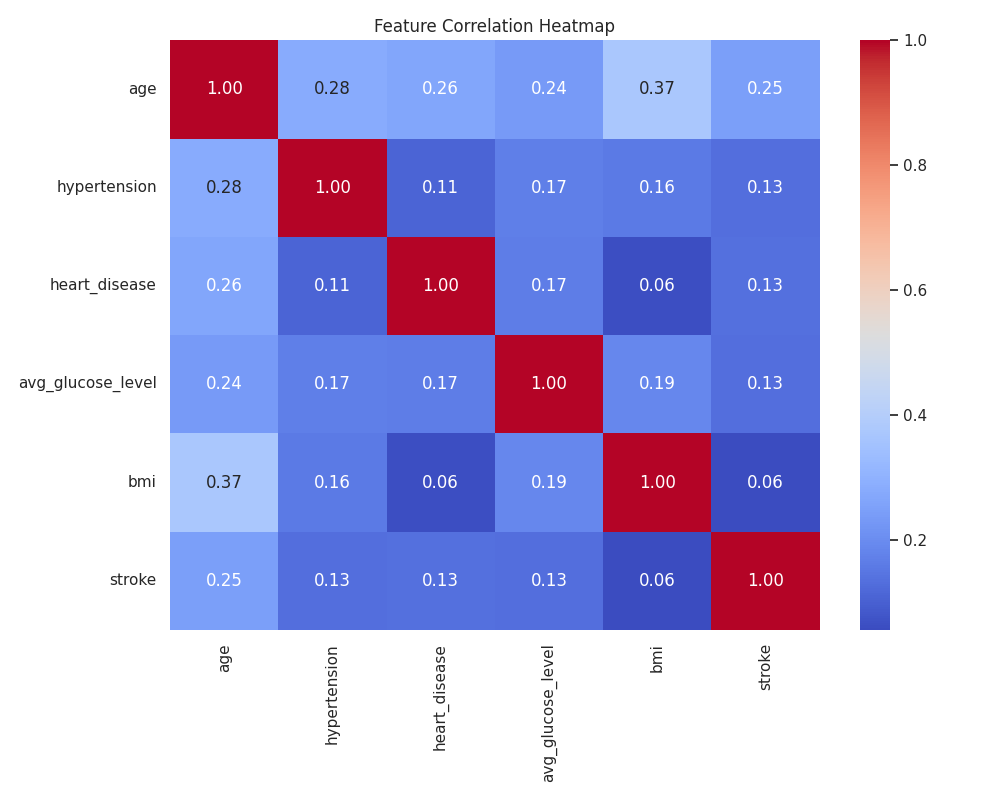 Feature Correlation Heatmap
age 1.00 0.28 0.26 0.24 0.37 0.25
hypertension 0.28 1.00 0.11 0.17 0.16 0.13
heart_disease 0.26 0.11 1.00 0.17 0.06 0.13
avg_glucose_level 0.24 0.17 0.17 1.00 0.19 0.13
bmi 0.37 0.16 0.06 0.19 1.00 0.06
stroke 0.25 0.13 0.13 0.13 0.06 1.00
age
hypertension
heart_disease
avg_glucose_level
bmi
stroke
1.0
0.8
0.6
0.4
0.2